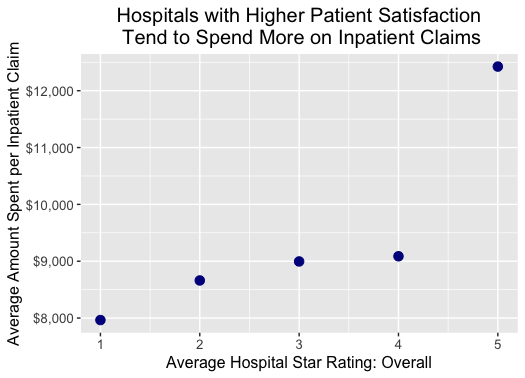 Hospitals with Higher Patient Satisfaction
Tend to Spend More on Inpatient Claims
Average Amount Spent per Inpatient Claim
$12,000
$11,000
$10,000
$9,000
$8,000
1 2 3 4 5
Average Hospital Star Rating: Overall